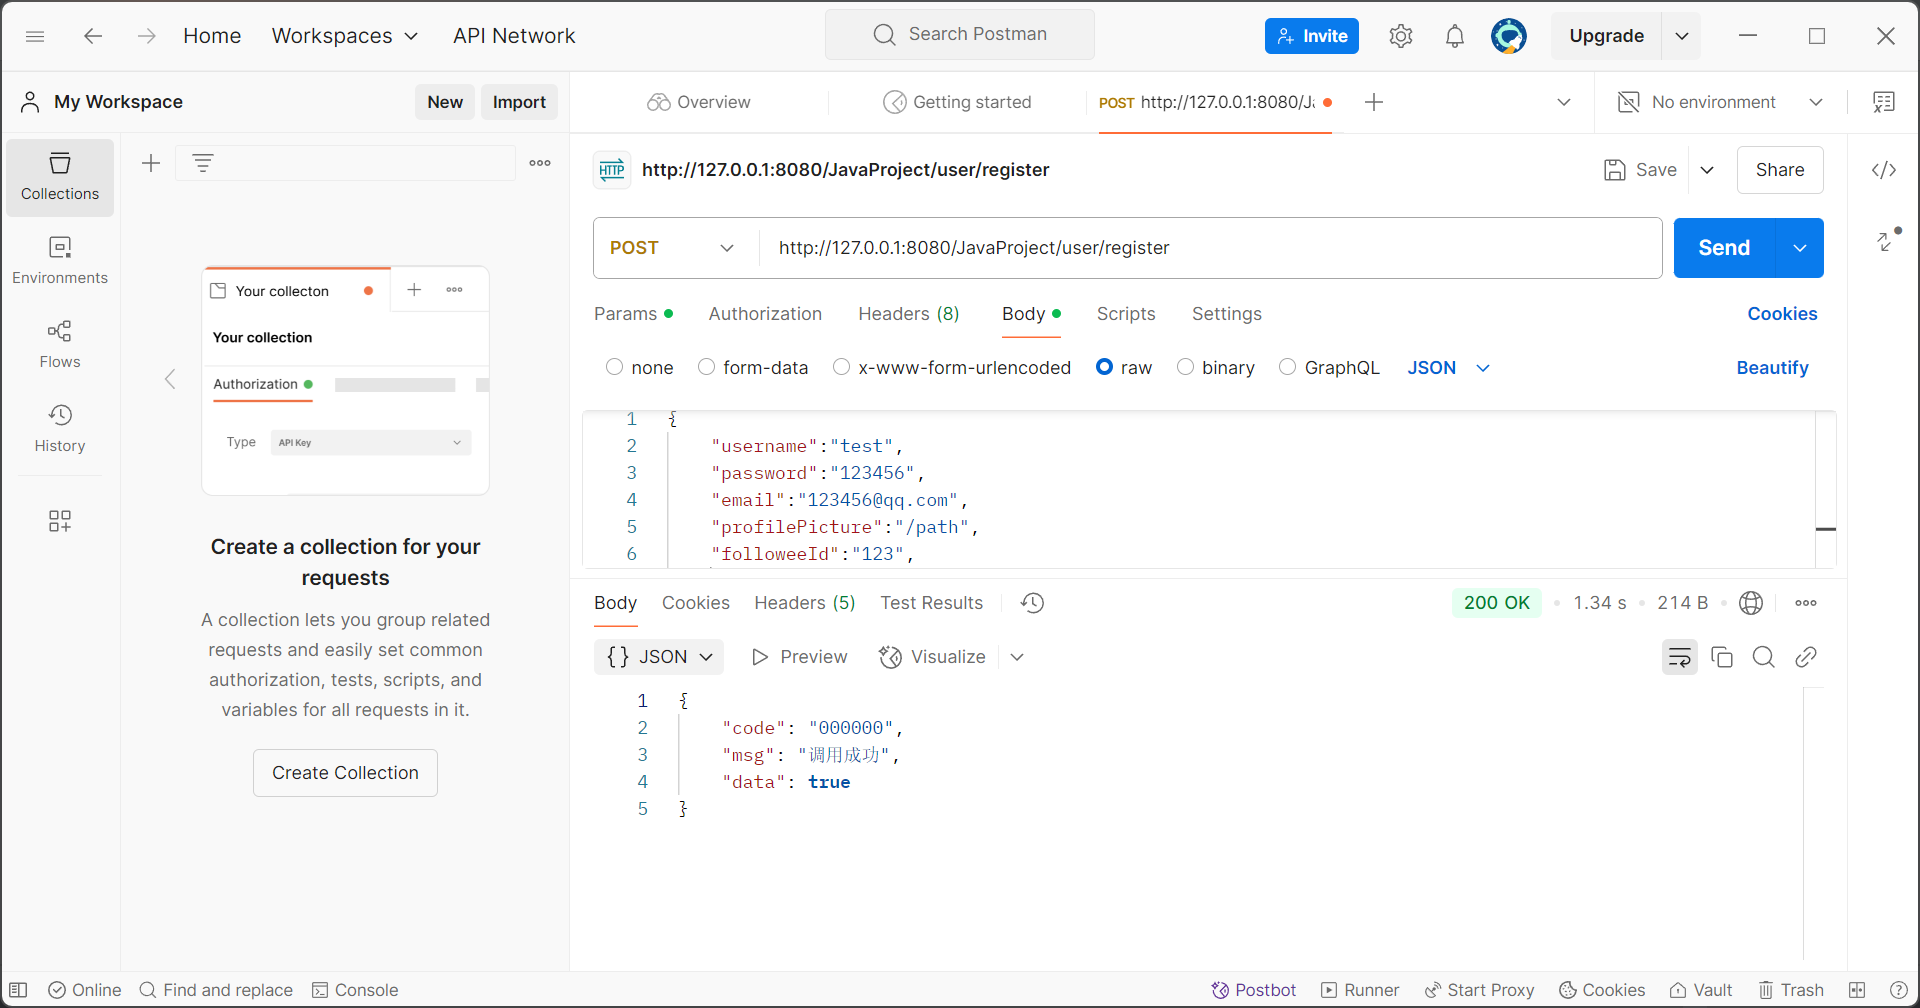 Home Workspaces API Network Search Postman Invite Upgrade
My Workspace New Import Overview Getting started POST http://127.0.0.1:8080/Ja No environment
Collections
Environments
Flows
History
Your collecton
Your collection
Authorization
Type API Key
Create a collection for your
requests
A collection lets you group related
requests and easily set common
authorization, tests, scripts, and
variables for all requests in it.
Create Collection
HTTP http://127.0.0.1:8080/JavaProject/user/register Save Share
POST http://127.0.0.1:8080/JavaProject/user/register Send
Params Authorization Headers (8) Body Scripts Settings Cookies
none form-data x-www-form-urlencoded raw binary GraphQL JSON Beautify
1 {
2 "username":"test",
3 "password":"123456",
4 "email":"123456@qq.com",
5 "profilePicture":"/path",
6 "followeeId":"123",
Body Cookies Headers (5) Test Results 200 OK • 1.34 s • 214 B •
{} JSON Preview Visualize
1 {
2 "code": "000000",
3 "msg": "调用成功",
4 "data": true
5 }
Online Find and replace Console Postbot Runner Start Proxy Cookies Vault Trash